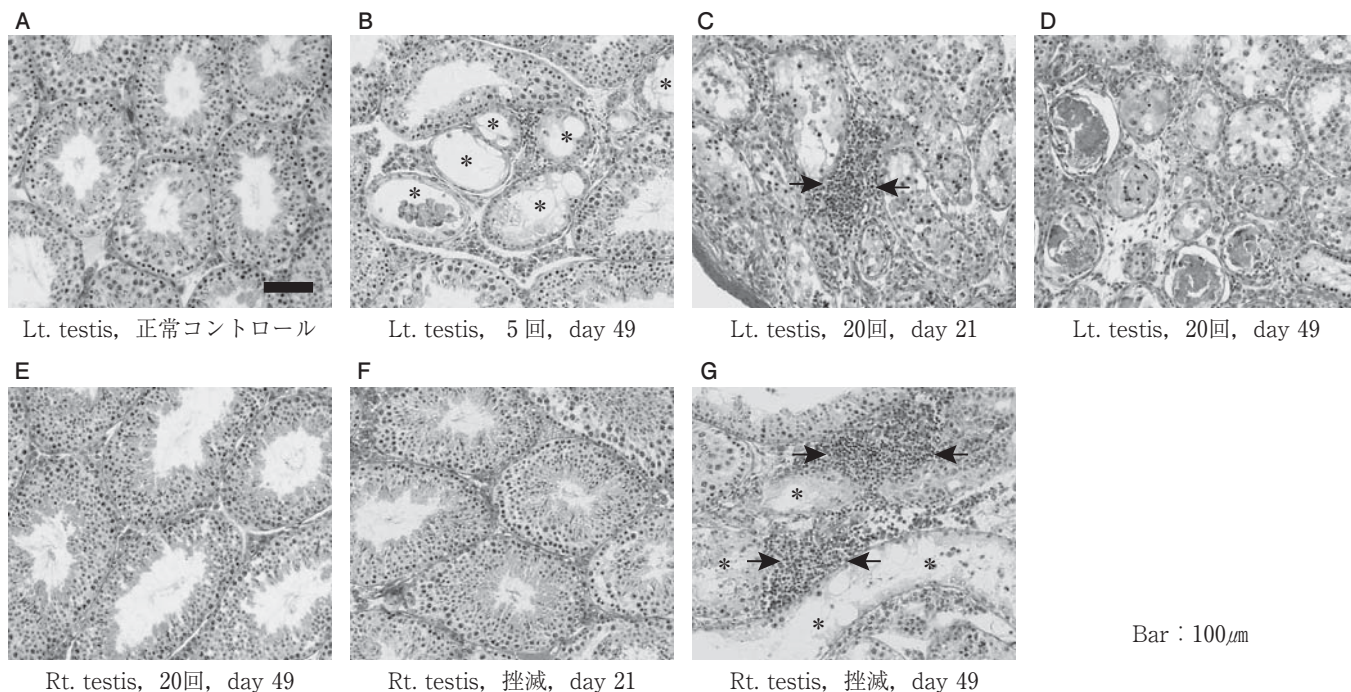 A
B
C
D
Lt. testis, 正常コントロール
Lt. testis, 5回, day 49
Lt. testis, 20回, day 21
Lt. testis, 20回, day 49
E
F
G
Bar：100μm
Rt. testis, 20回, day 49
Rt. testis, 挫滅, day 21
Rt. testis, 挫滅, day 49